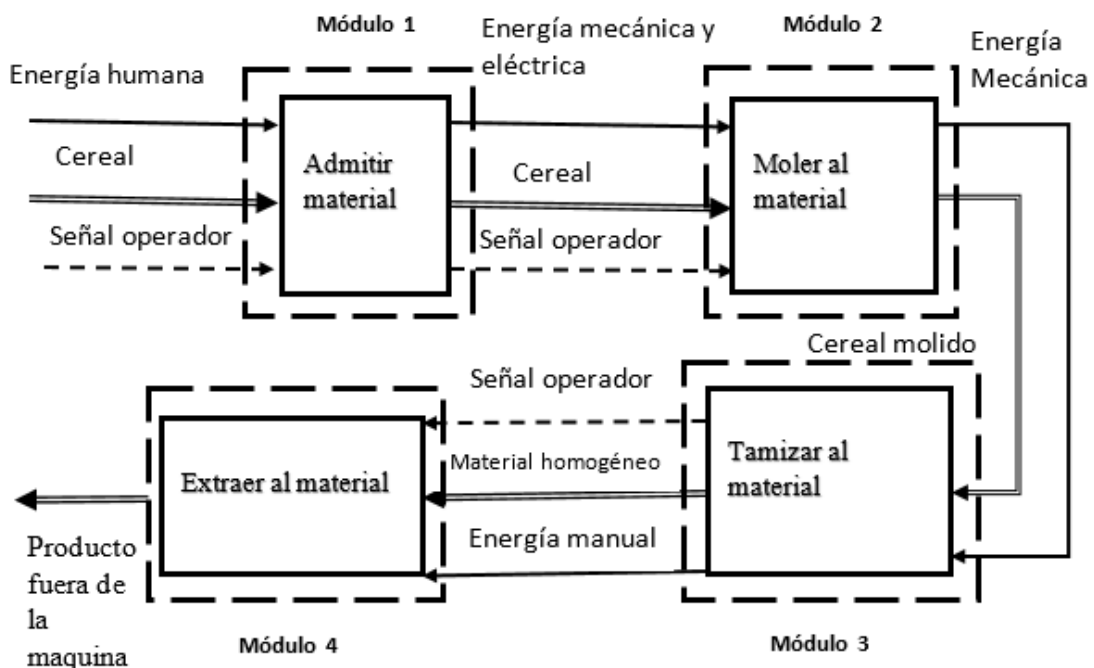 Módulo 1
Energía mecánica y
eléctrica
Módulo 2
Energía
Mecánica
Energía humana
Cereal
Señal operador
Admitir
material
Cereal
Señal operador
Moler al
material
Cereal molido
Señal operador
Material homogéneo
Energía manual
Tamizar al
material
Extraer al material
Producto
fuera de
la
maquina
Módulo 4
Módulo 3